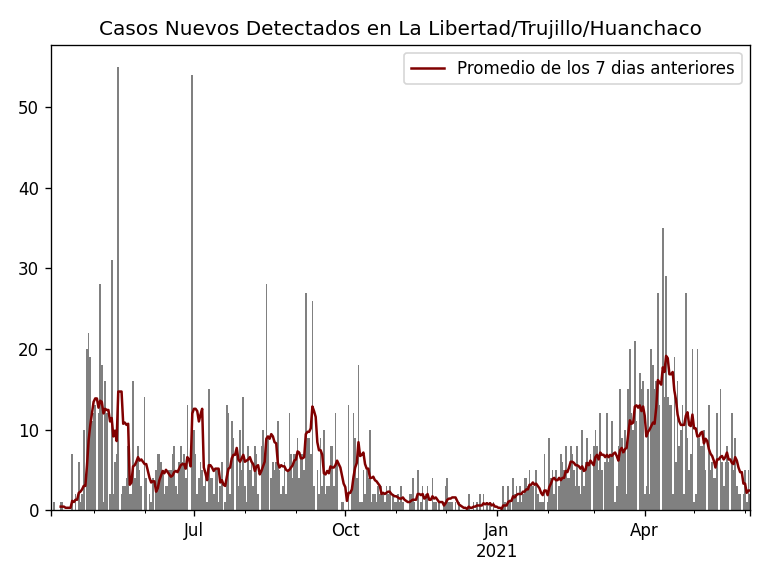 Casos Nuevos Detectados en La Libertad/Trujillo/Huanchaco
Promedio de los 7 dias anteriores
50
40
30
20
10
0
Jul
Oct
Jan
2021
Apr